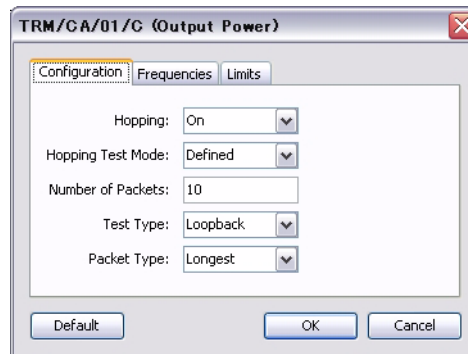 TRM/CA/01/C (Output Power)
Configuration Frequencies Limits
Hopping: On
Hopping Test Mode: Defined
Number of Packets: 10
Test Type: Loopback
Packet Type: Longest
Default OK Cancel